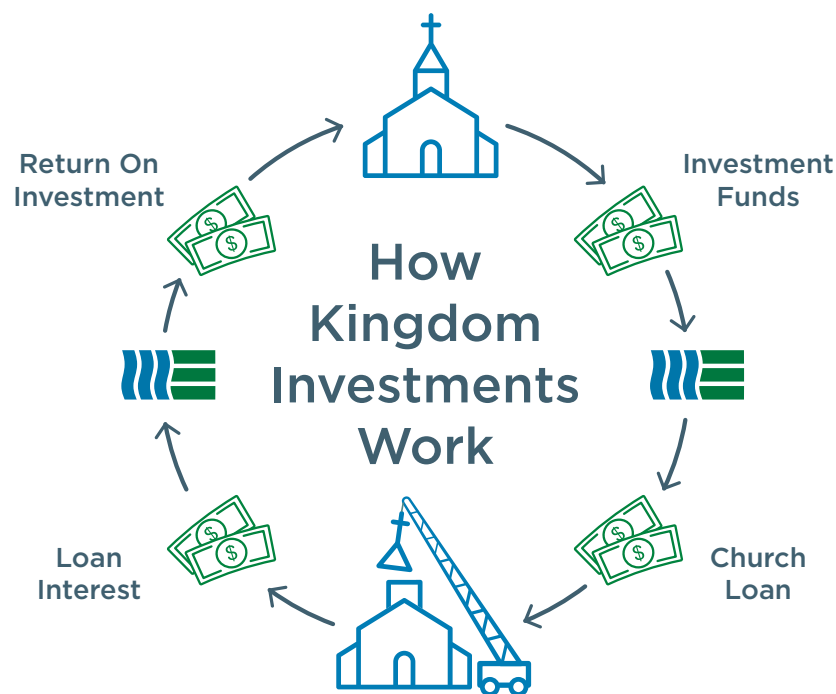 How
Kingdom
Investments
Work
Investment
Funds
Church
Loan
Loan
Interest
Return On
Investment
$
$
$
$
$
$
$
$